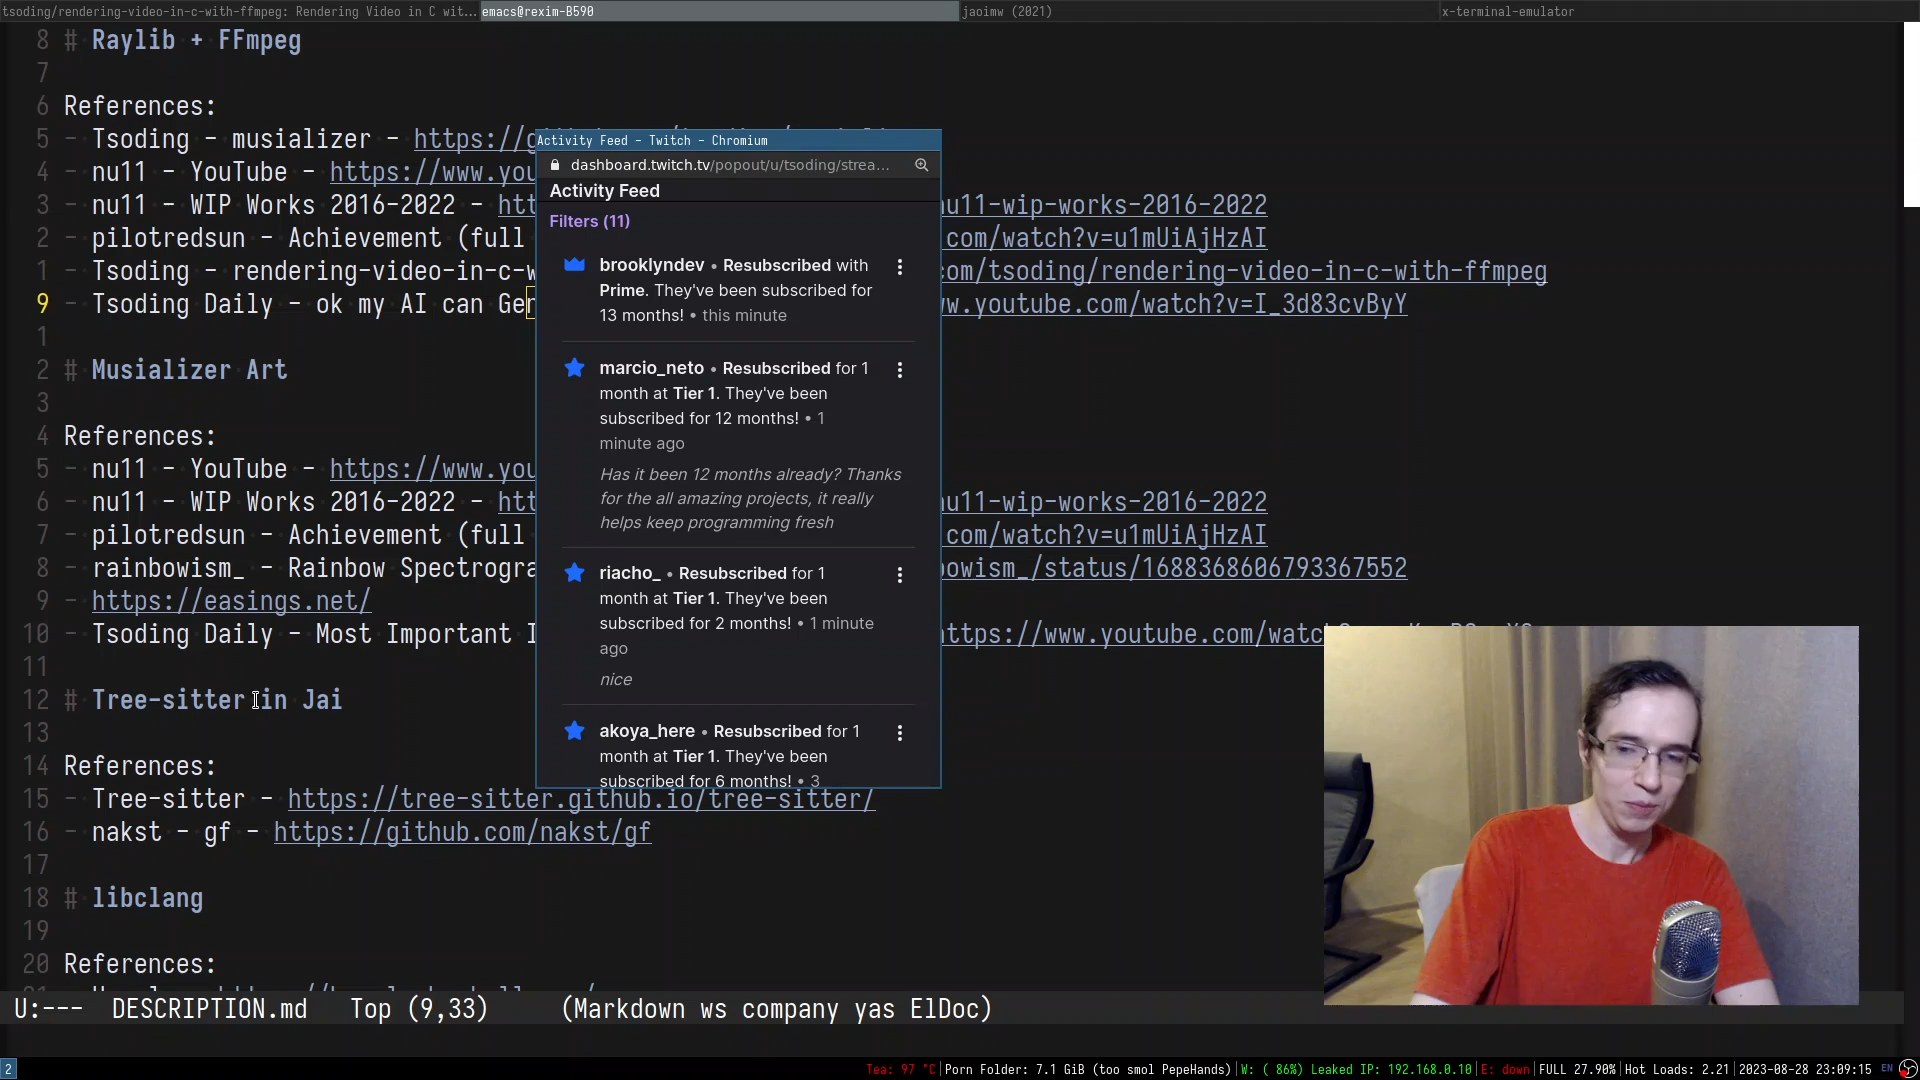 tsoding/rendering-video-in-c-with-ffmpeg: Rendering Video in C wit...
emacs@rexim-B590
jaoimw (2021)
x-terminal-emulator
8 # Raylib + FFmpeg
7
6 References:
5 - Tsoding - musializer - https://g
4 - nu11 - YouTube - https://www.you
3 - nu11 - WIP Works 2016-2022 - htt u11-wip-works-2016-2022
2 - pilotredsun - Achievement (full com/watch?v=u1mUiAjHzAI
1 - Tsoding - rendering-video-in-c-w com/tsoding/rendering-video-in-c-with-ffmpeg
9 - Tsoding Daily - ok my AI can Gen w.youtube.com/watch?v=I_3d83cvByY
1
2 # Musializer Art
3
4 References:
5 - nu11 - YouTube - https://www.you
6 - nu11 - WIP Works 2016-2022 - htt u11-wip-works-2016-2022
7 - pilotredsun - Achievement (full com/watch?v=u1mUiAjHzAI
8 - rainbowism_ - Rainbow Spectrogra owism_/status/1688368606793367552
9 - https://easings.net/
10 - Tsoding Daily - Most Important I ttps://www.youtube.com/watc
11
12 # Tree-sitter in Jai
13
14 References:
15 - Tree-sitter - https://tree-sitter.github.io/tree-sitter/
16 - nakst - gf - https://github.com/nakst/gf
17
18 # libclang
19
20 References:
U:--- DESCRIPTION.md Top (9,33) (Markdown ws company yas ElDoc)
Activity Feed - Twitch - Chromium
dashboard.twitch.tv/popout/u/tsoding/strea...
Activity Feed
Filters (11)
brooklyndev • Resubscribed with
Prime. They've been subscribed for
13 months! • this minute
marcio_neto • Resubscribed for 1
month at Tier 1. They've been
subscribed for 12 months! • 1
minute ago
Has it been 12 months already? Thanks
for the all amazing projects, it really
helps keep programming fresh
riacho_ • Resubscribed for 1
month at Tier 1. They've been
subscribed for 2 months! • 1 minute
ago
nice
akoya_here • Resubscribed for 1
month at Tier 1. They've been
subscribed for 6 months! • 3
2
Tea: 97 °C|Porn Folder: 7.1 GiB (too smol PepeHands)|W: ( 86%) Leaked IP: 192.168.0.10|E: down|FULL 27.90%|Hot Loads: 2.21|2023-08-28 23:09:15 EN